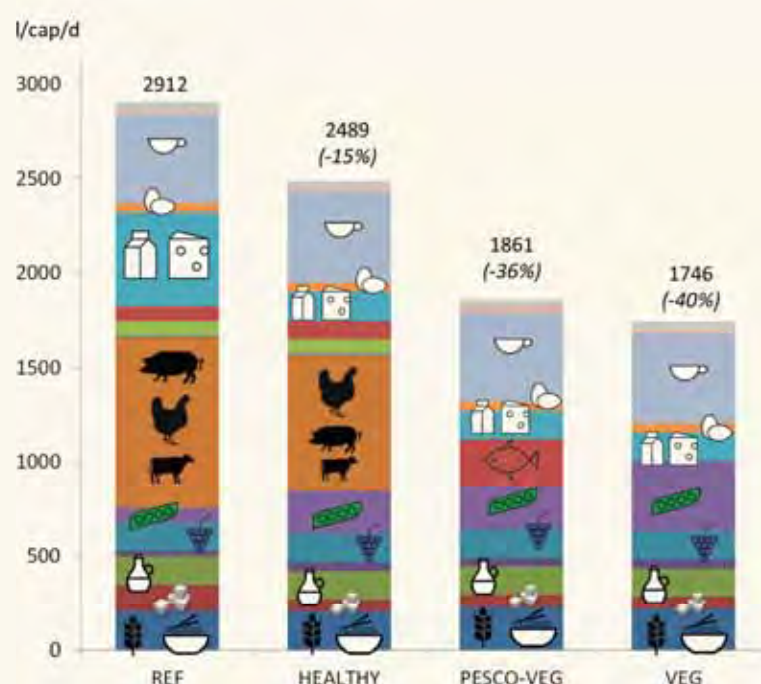 l/cap/d
3000
2500
2000
1500
1000
500
0
2912
2489
(-15%)
1861
(-36%)
1746
(-40%)
REF
HEALTHY
PESCO-VEG
VEG